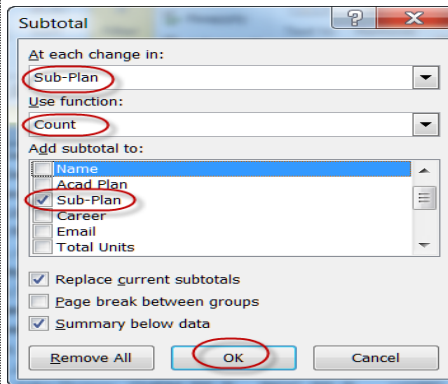 Subtotal
At each change in:
Sub-Plan
Use function:
Count
Add subtotal to:
Name
Acad Plan
Sub-Plan
Career
Email
Total Units
Replace current subtotals
Page break between groups
Summary below data
Remove All OK Cancel